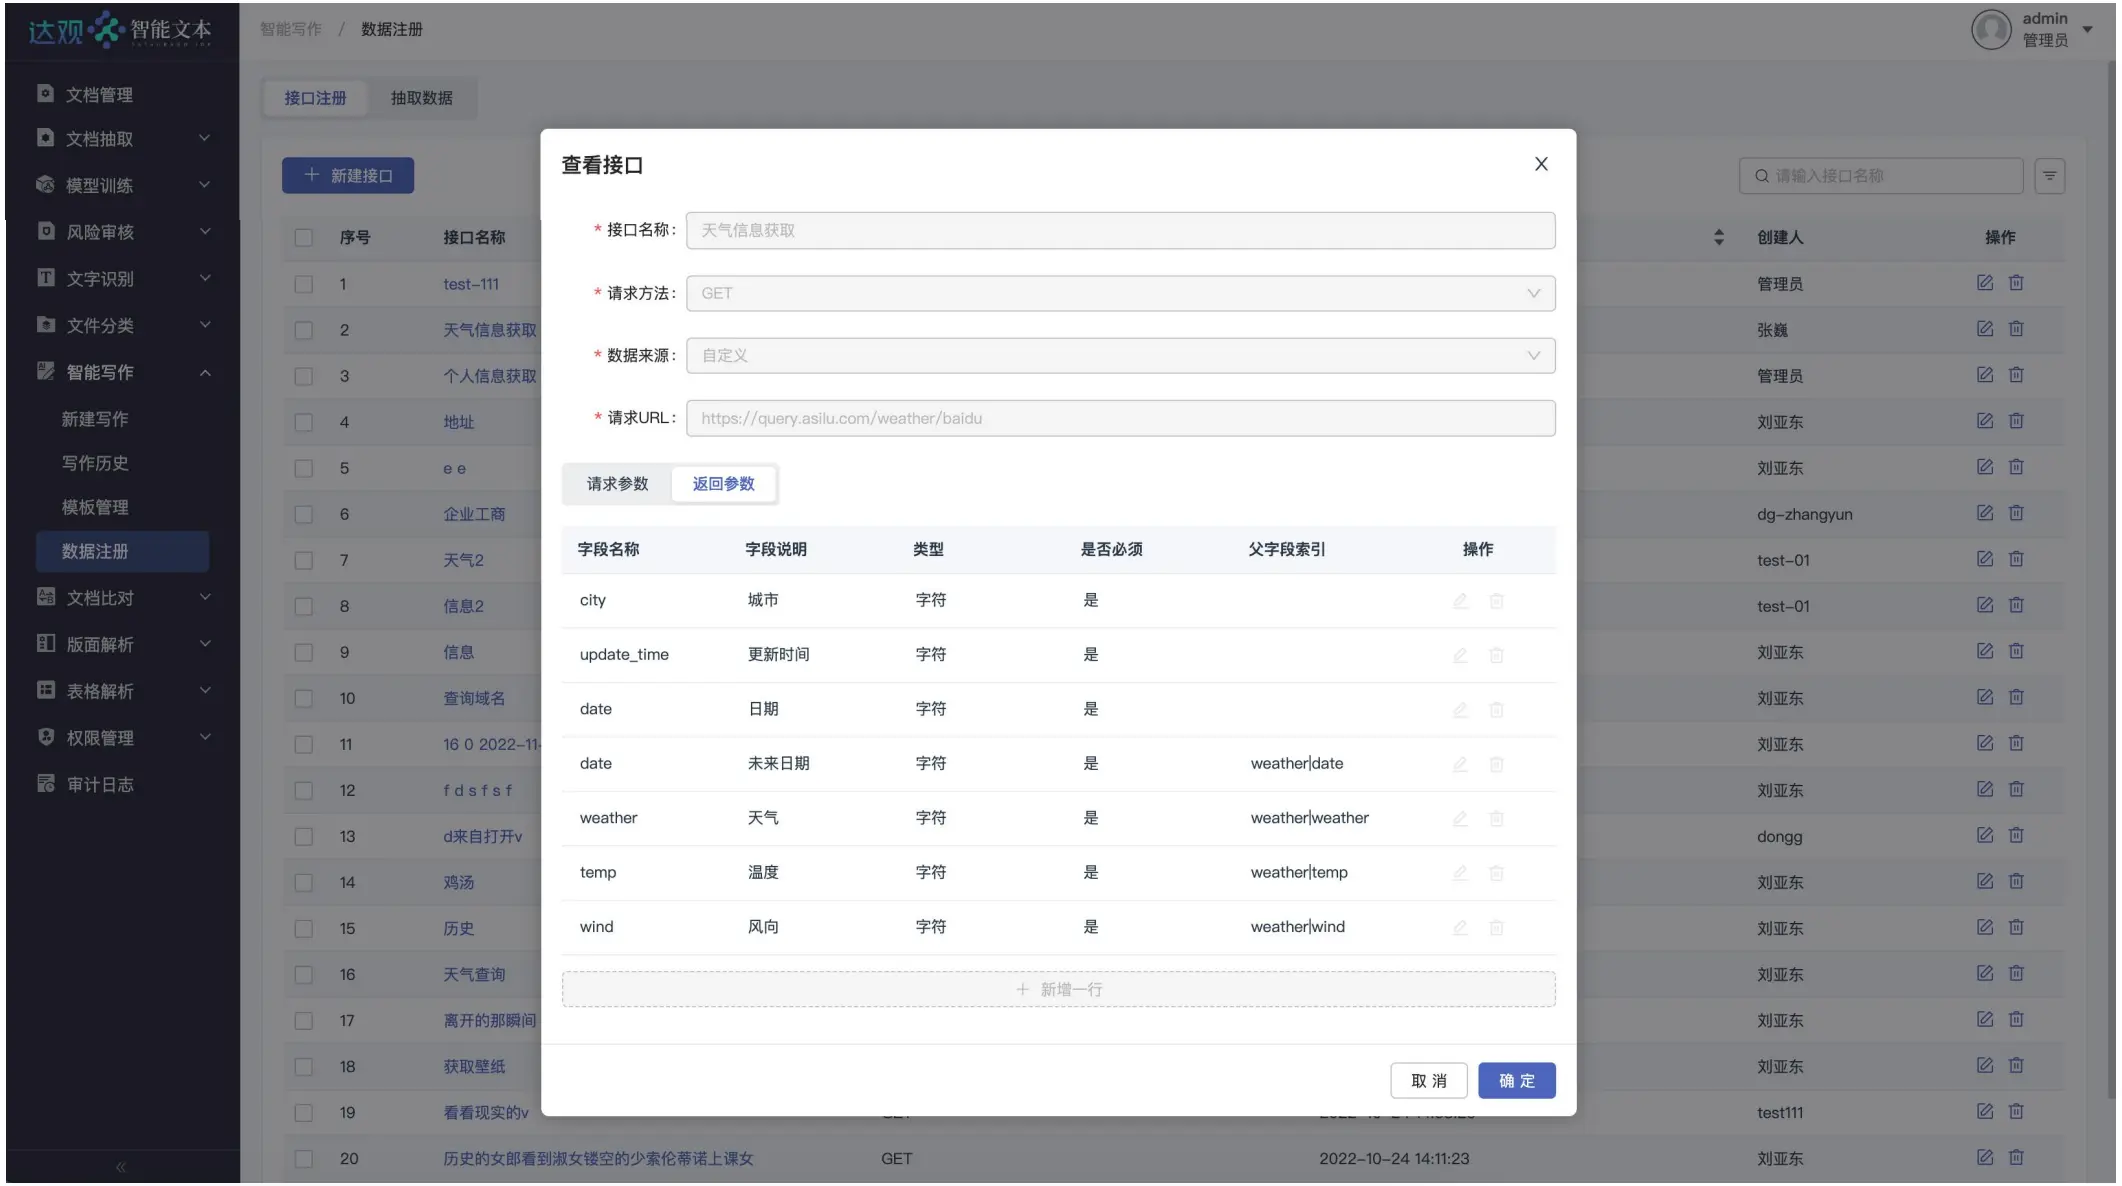 达观 智能文本
智能写作 / 数据注册
admin
管理员
文档管理
文档抽取
模型训练
风险审核
文字识别
文件分类
智能写作
新建写作
写作历史
模板管理
数据注册
文档比对
版面解析
表格解析
权限管理
审计日志
接口注册 抽取数据
+ 新建接口
请输入接口名称
序号 接口名称 创建人 操作
1 test-111 管理员
2 天气信息获取 张巍
3 个人信息获取 管理员
4 地址 刘亚东
5 e e 刘亚东
6 企业工商 dg-zhangyun
7 天气2 test-01
8 信息2 test-01
9 信息 刘亚东
10 查询域名 刘亚东
11 16 0 2022-11- 刘亚东
12 f d s f s f 刘亚东
13 d来自打开v dongg
14 鸡汤 刘亚东
15 历史 刘亚东
16 天气查询 刘亚东
17 离开的那瞬间 刘亚东
18 获取壁纸 刘亚东
19 看看现实的v test111
20 历史的女郎看到淑女镂空的少索伦蒂诺上课女 GET 2022-10-24 14:11:23 刘亚东
查看接口
* 接口名称: 天气信息获取
* 请求方法: GET
* 数据来源: 自定义
* 请求URL: https://query.asilu.com/weather/baidu
请求参数 返回参数
字段名称 字段说明 类型 是否必须 父字段索引 操作
city 城市 字符 是
update_time 更新时间 字符 是
date 日期 字符 是
date 未来日期 字符 是 weather|date
weather 天气 字符 是 weather|weather
temp 温度 字符 是 weather|temp
wind 风向 字符 是 weather|wind
+ 新增一行
取 消 确 定